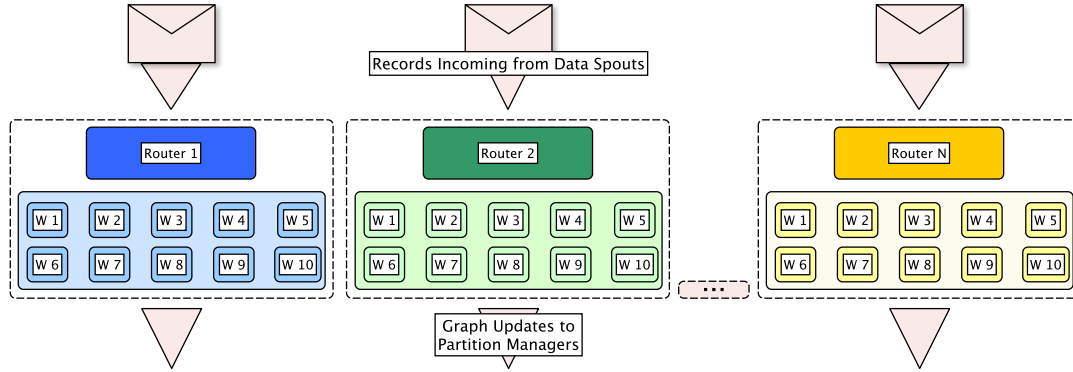 Records Incoming from Data Spouts
Router 1
Router 2
Router N
W 1 W 2 W 3 W 4 W 5
W 6 W 7 W 8 W 9 W 10
W 1 W 2 W 3 W 4 W 5
W 6 W 7 W 8 W 9 W 10
...
W 1 W 2 W 3 W 4 W 5
W 6 W 7 W 8 W 9 W 10
Graph Updates to
Partition Managers